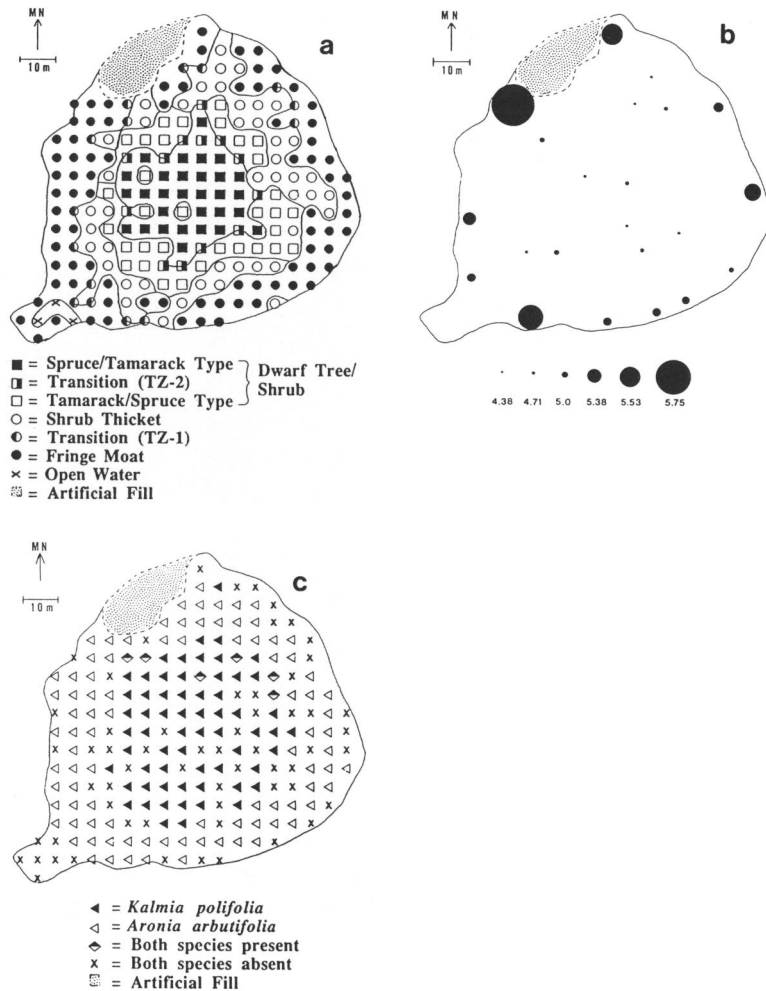 MN
a
10 m
■ = Spruce/Tamarack Type
◨ = Transition (TZ-2)
□ = Tamarack/Spruce Type
Dwarf Tree/
Shrub
○ = Shrub Thicket
◐ = Transition (TZ-1)
● = Fringe Moat
× = Open Water
= Artificial Fill
MN
b
10 m
4.38 4.71 5.0 5.38 5.53 5.75
MN
c
10 m
◀ = Kalmia polifolia
◁ = Aronia arbutifolia
⬘ = Both species present
x = Both species absent
= Artificial Fill